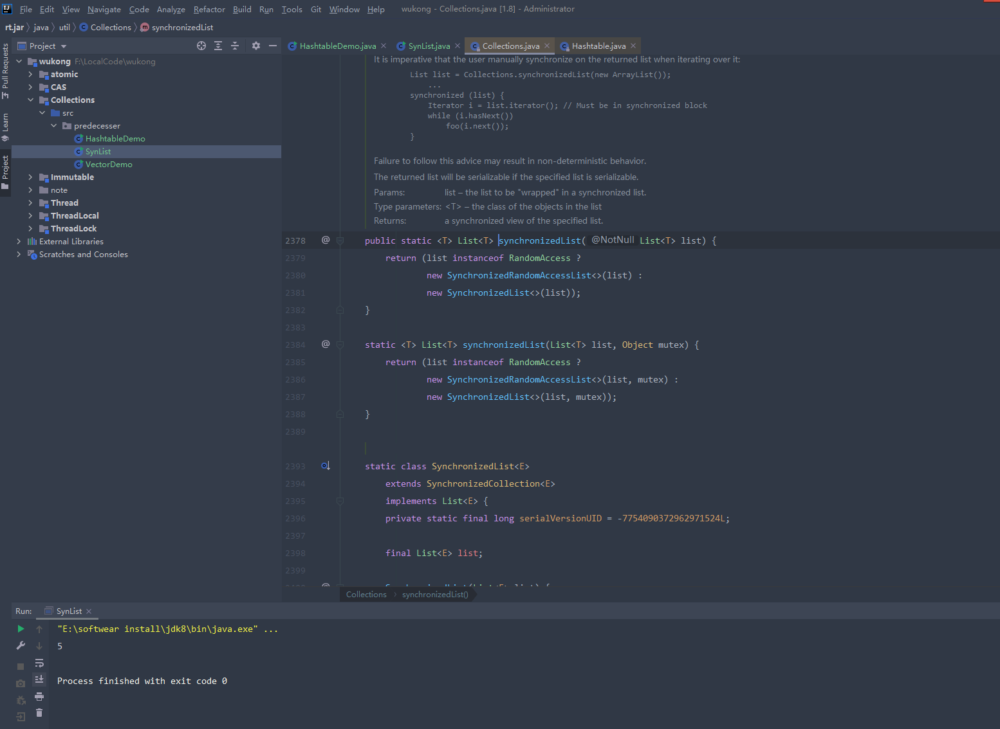 File Edit View Navigate Code Analyze Refactor Build Run Tools Git Window Help wukong - Collections.java [1.8] - Administrator
rt.jar java util Collections synchronizedList
Project
HashtableDemo.java SynList.java Collections.java Hashtable.java
Pull Requests
Learn
Project
wukong F:\LocalCode\wukong
atomic
CAS
Collections
src
predecesser
HashtableDemo
SynList
VectorDemo
Immutable
note
Thread
ThreadLocal
ThreadLock
External Libraries
Scratches and Consoles
It is imperative that the user manually synchronize on the returned list when iterating over it:
List list = Collections.synchronizedList(new ArrayList());
...
synchronized (list) {
Iterator i = list.iterator(); // Must be in synchronized block
while (i.hasNext())
foo(i.next());
}
Failure to follow this advice may result in non-deterministic behavior.
The returned list will be serializable if the specified list is serializable.
Params: list – the list to be "wrapped" in a synchronized list.
Type parameters: <T> – the class of the objects in the list
Returns: a synchronized view of the specified list.
2378 @ public static <T> List<T> synchronizedList( @NotNull List<T> list) {
2379 return (list instanceof RandomAccess ?
2380 new SynchronizedRandomAccessList<>(list) :
2381 new SynchronizedList<>(list));
2382 }
2383
2384 @ static <T> List<T> synchronizedList(List<T> list, Object mutex) {
2385 return (list instanceof RandomAccess ?
2386 new SynchronizedRandomAccessList<>(list, mutex) :
2387 new SynchronizedList<>(list, mutex));
2388 }
2389
2393 static class SynchronizedList<E>
2394 extends SynchronizedCollection<E>
2395 implements List<E> {
2396 private static final long serialVersionUID = -7754090372962971524L;
2397
2398 final List<E> list;
2399
Collections synchronizedList()
Run: SynList
"E:\softwear install\jdk8\bin\java.exe" ...
5
Process finished with exit code 0